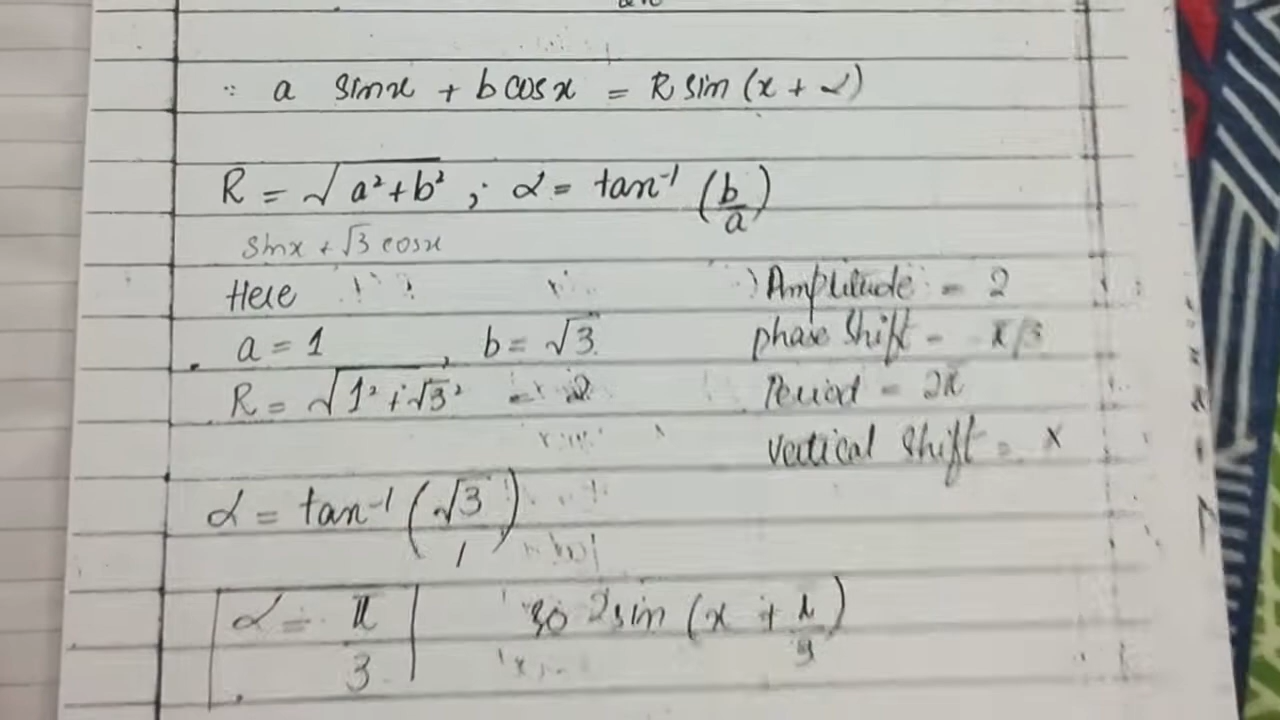 ∵ a sinx + b cosx = R sin (x + α)
R = √a²+b² ; α = tan⁻¹ (b/a)
sinx + √3 cosx
Here
a = 1 , b = √3
R = √1²+√3² = 2
α = tan⁻¹ (√3/1)
α = π/3
So 2sin (x + π/3)
Amplitude = 2
phase shift = π/3
Period = 2π
Vertical shift = x